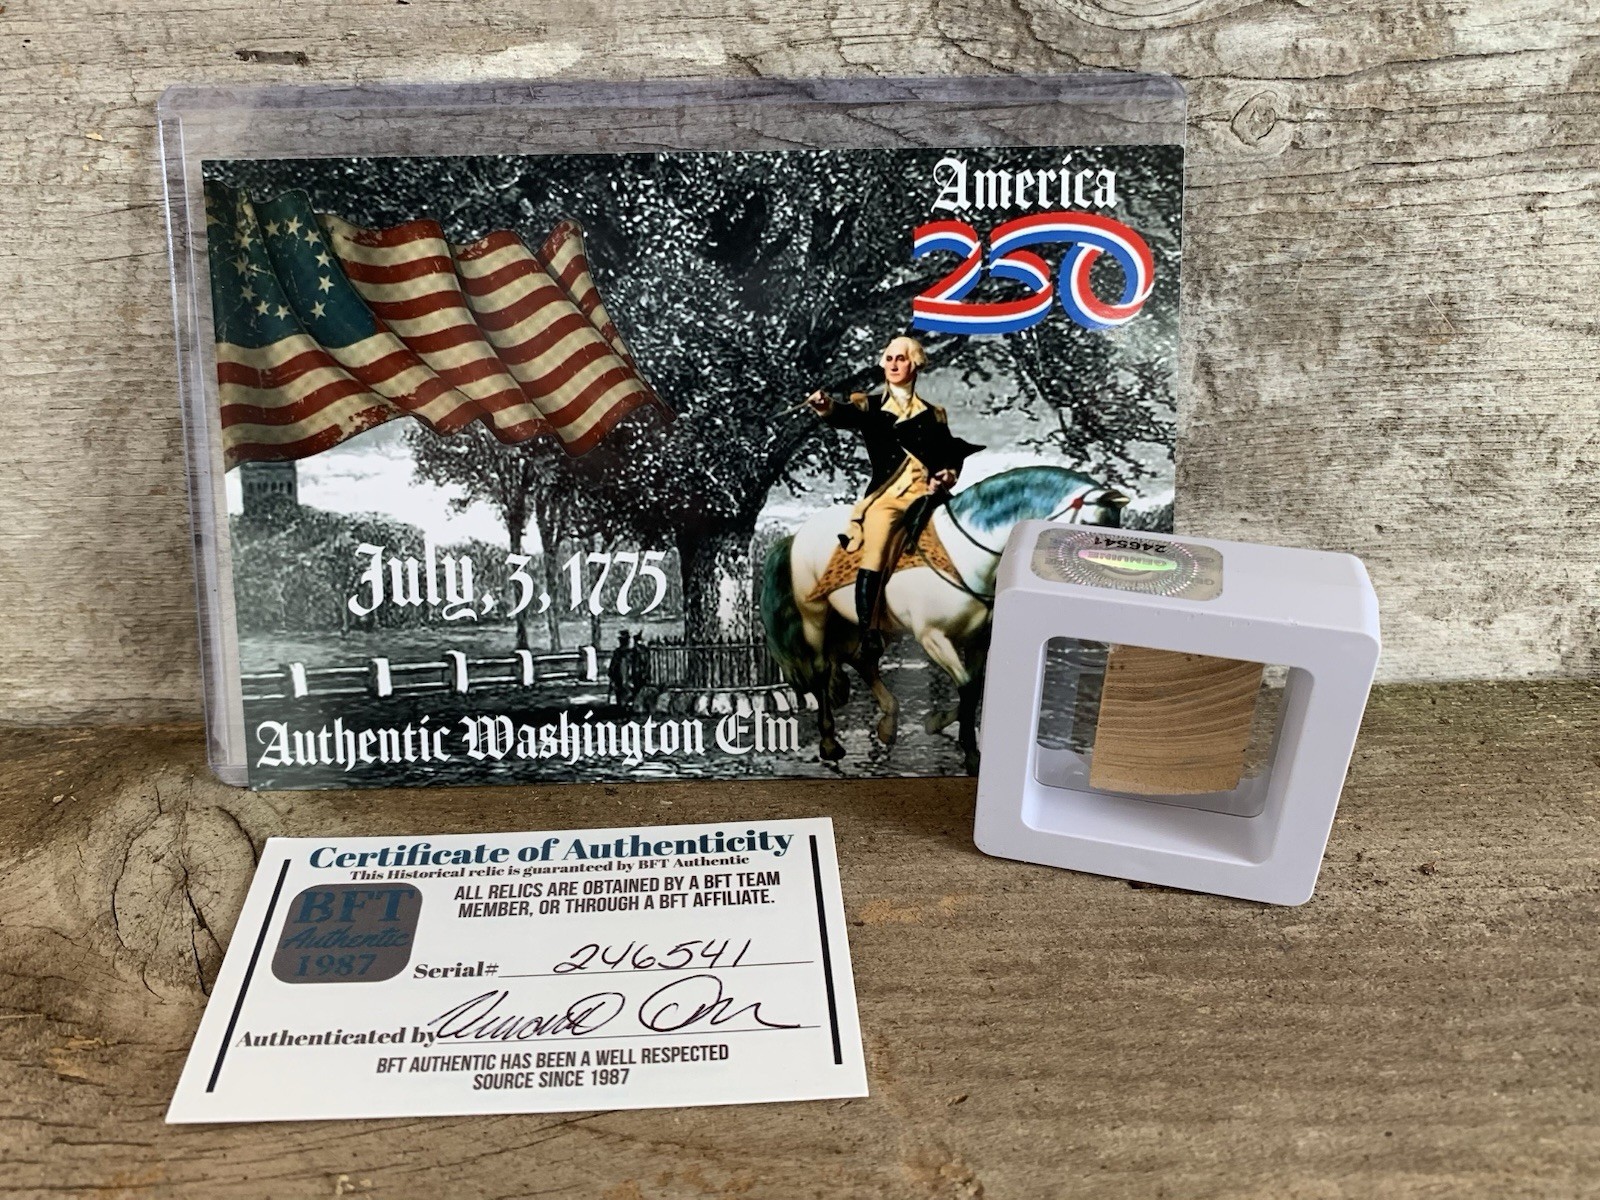 America
250
July, 3, 1775
Authentic Washington Elm
246541
GENUINE
Certificate of Authenticity
This Historical relic is guaranteed by BFT Authentic
BFT
Authentic
1987
ALL RELICS ARE OBTAINED BY A BFT TEAM
MEMBER, OR THROUGH A BFT AFFILIATE.
Serial# 246541
Authenticated by
BFT AUTHENTIC HAS BEEN A WELL RESPECTED
SOURCE SINCE 1987